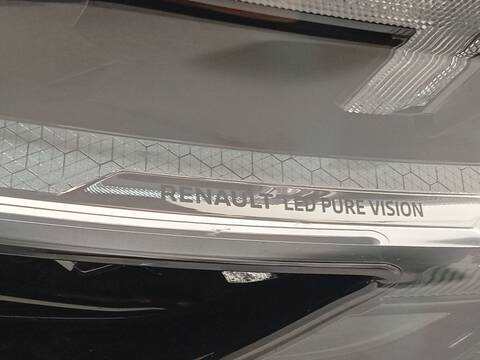 RENAULT LED PURE VISION